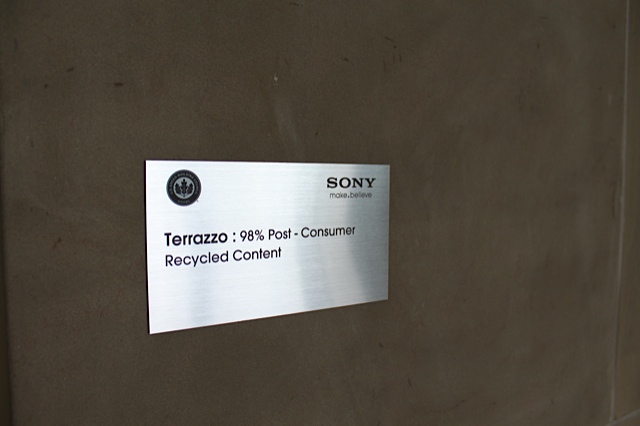 SONY
make.believe
Terrazzo : 98% Post - Consumer
Recycled Content